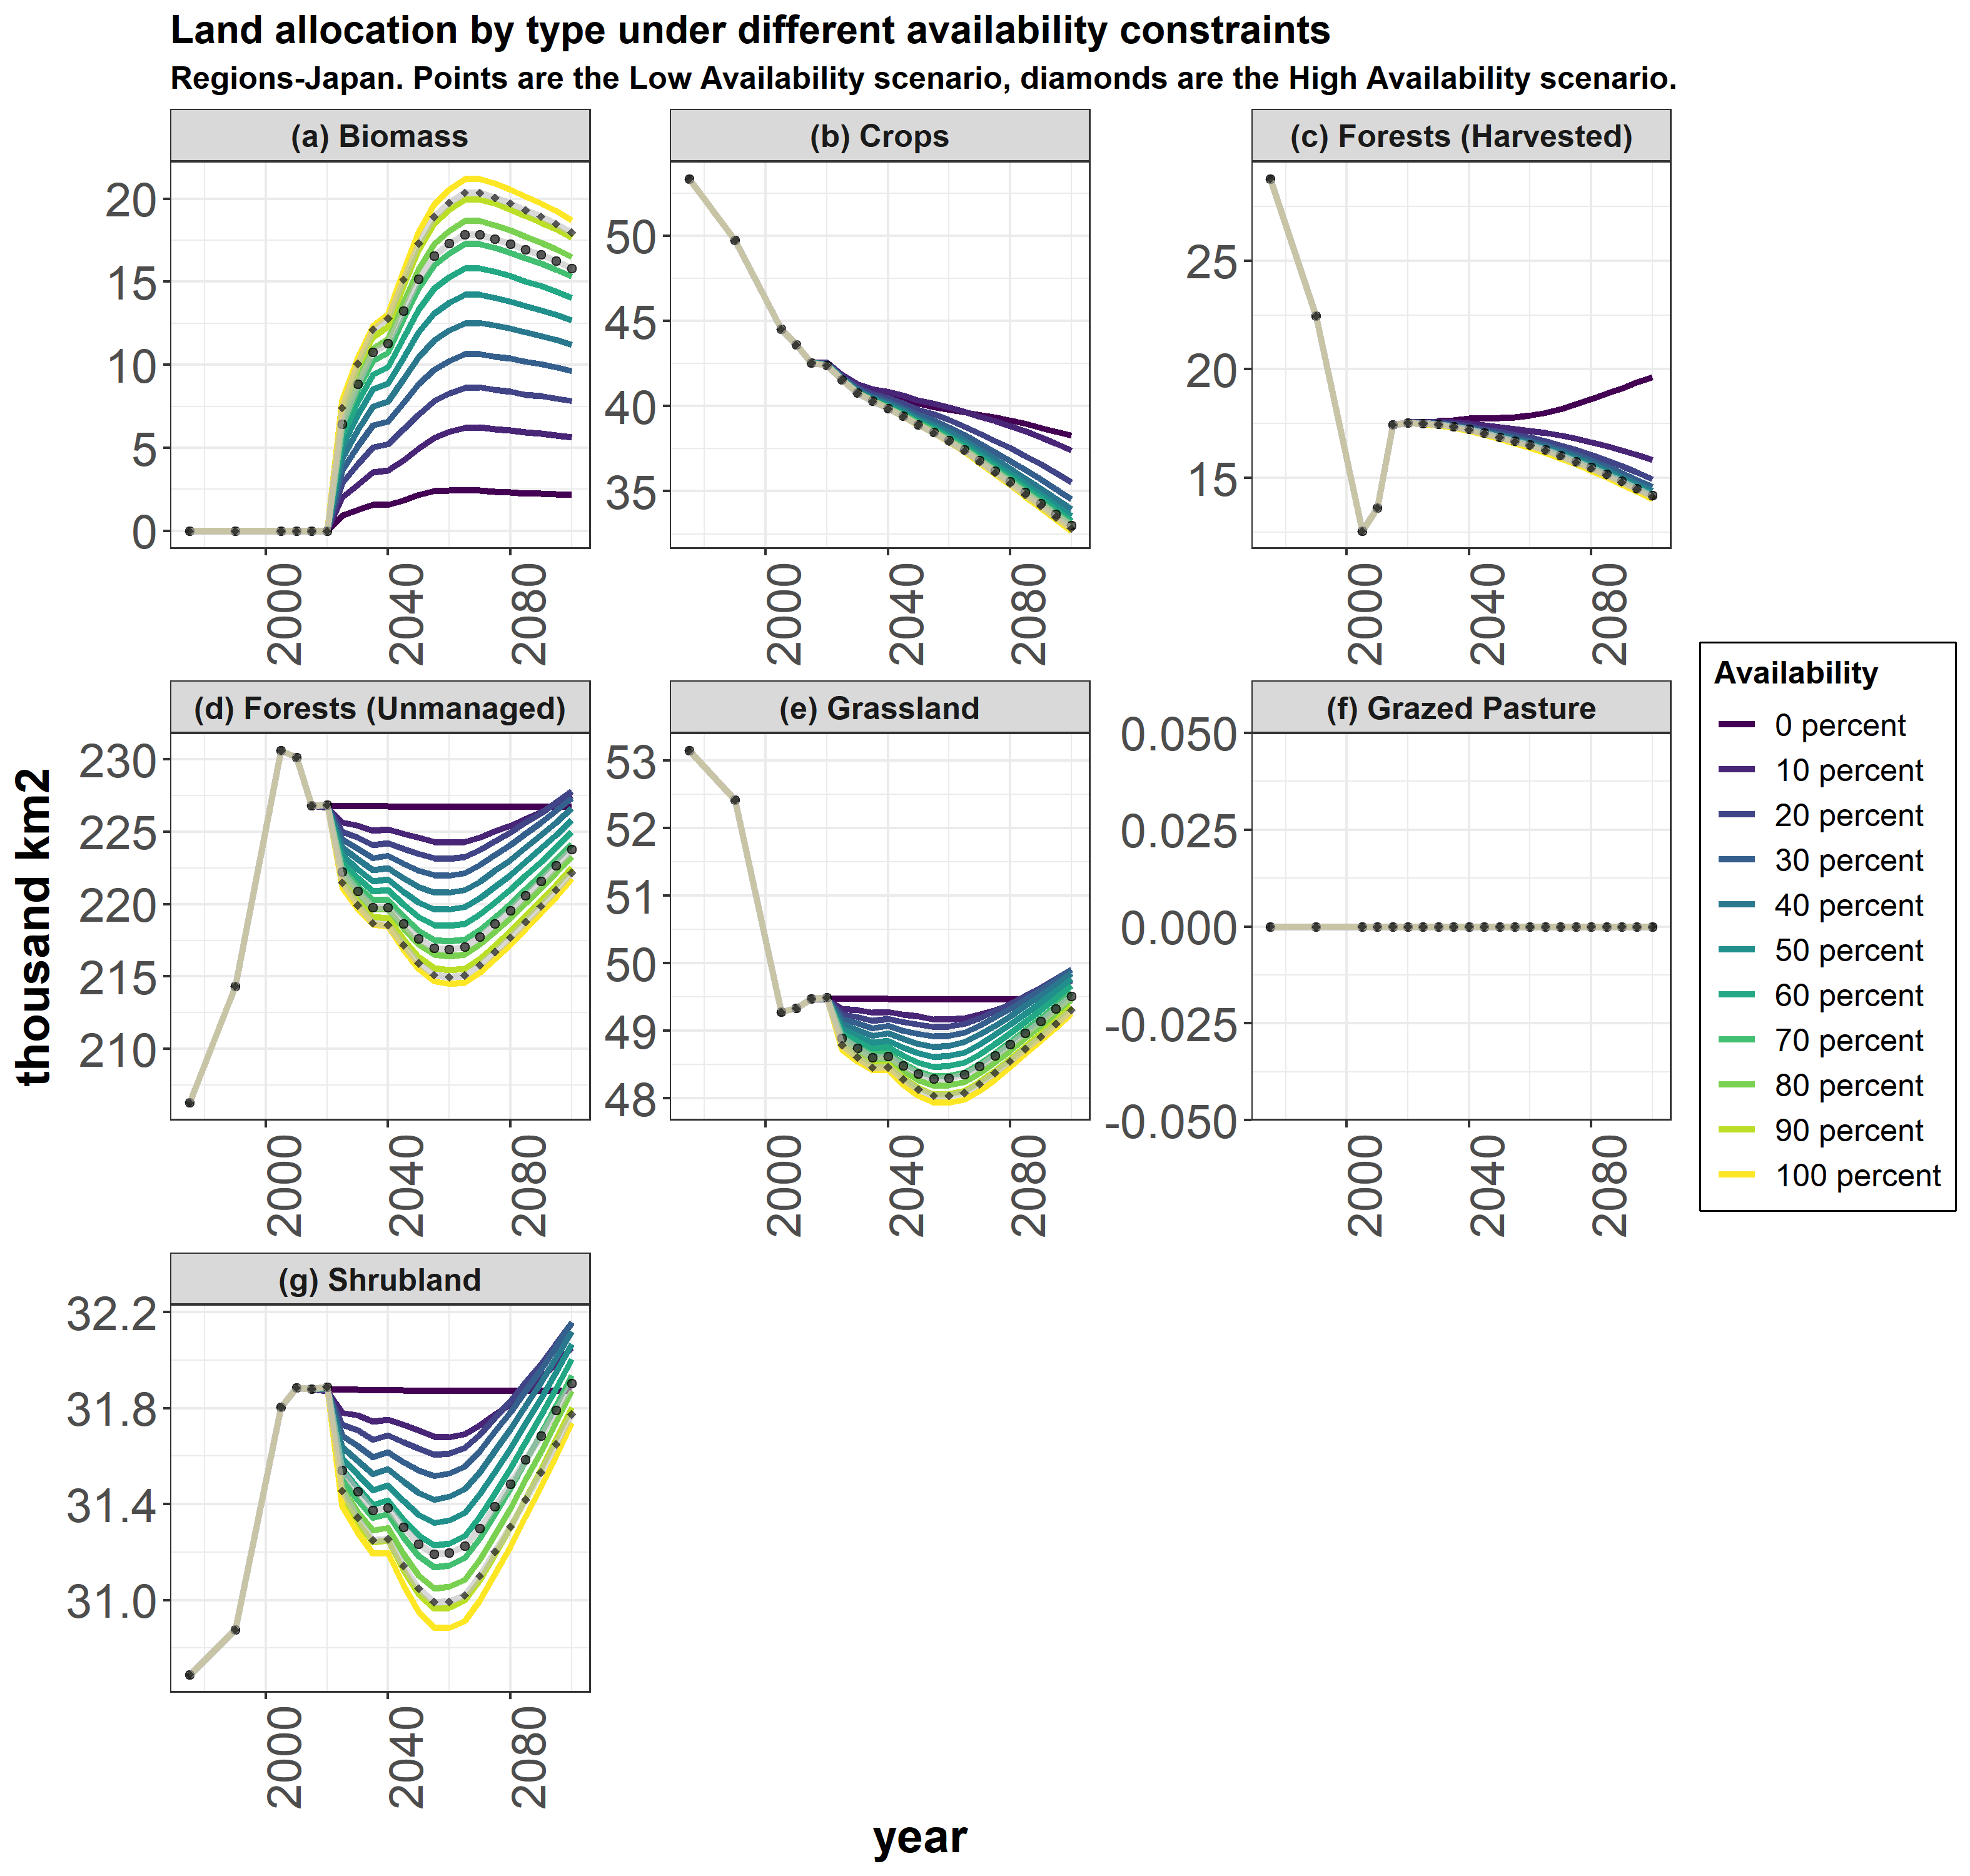 Land allocation by type under different availability constraints
Regions-Japan. Points are the Low Availability scenario, diamonds are the High Availability scenario.
(a) Biomass
20
15
10
5
0
2000
2040
2080
(b) Crops
50
45
40
35
2000
2040
2080
(c) Forests (Harvested)
25
20
15
2000
2040
2080
(d) Forests (Unmanaged)
230
225
220
215
210
2000
2040
2080
(e) Grassland
53
52
51
50
49
48
2000
2040
2080
(f) Grazed Pasture
0.050
0.025
0.000
-0.025
-0.050
2000
2040
2080
(g) Shrubland
32.2
31.8
31.4
31.0
2000
2040
2080
thousand km2
year
Availability
0 percent
10 percent
20 percent
30 percent
40 percent
50 percent
60 percent
70 percent
80 percent
90 percent
100 percent